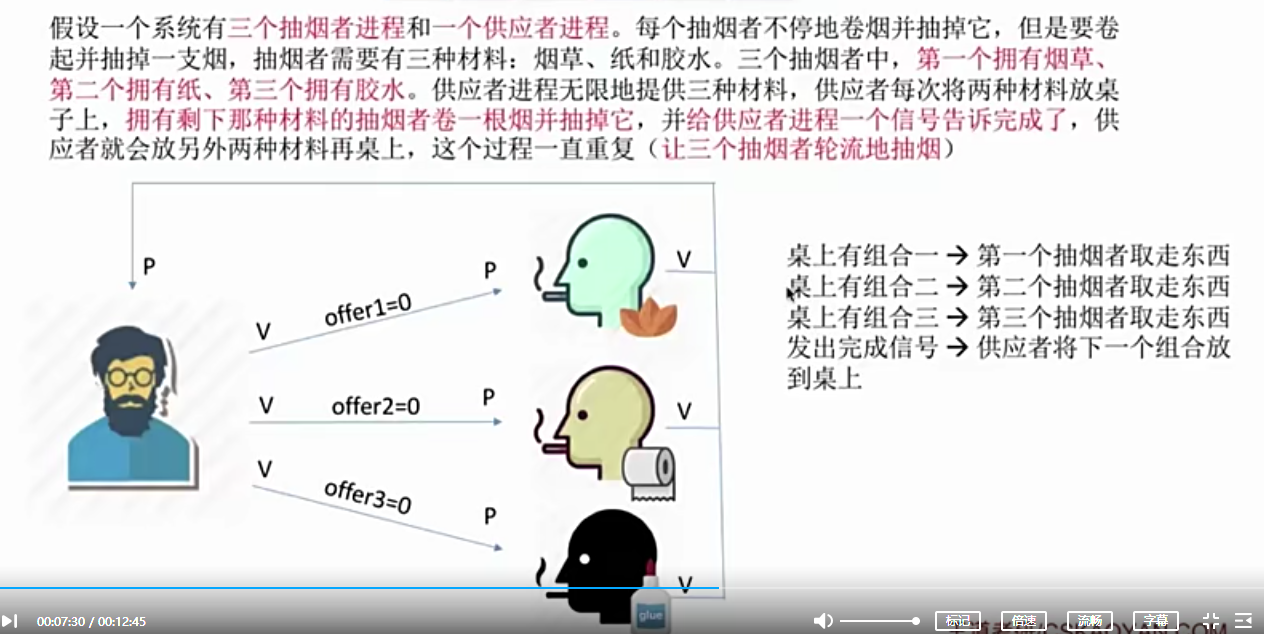 假设一个系统有三个抽烟者进程和一个供应者进程。每个抽烟者不停地卷烟并抽掉它，但是要卷
起并抽掉一支烟，抽烟者需要有三种材料：烟草、纸和胶水。三个抽烟者中，第一个拥有烟草、
第二个拥有纸、第三个拥有胶水。供应者进程无限地提供三种材料，供应者每次将两种材料放桌
子上，拥有剩下那种材料的抽烟者卷一根烟并抽掉它，并给供应者进程一个信号告诉完成了，供
应者就会放另外两种材料再桌上，这个过程一直重复（让三个抽烟者轮流地抽烟）
P
V
offer1=0
P
V
V
offer2=0
P
V
V
offer3=0
P
V
glue
桌上有组合一 → 第一个抽烟者取走东西
桌上有组合二 → 第二个抽烟者取走东西
桌上有组合三 → 第三个抽烟者取走东西
发出完成信号 → 供应者将下一个组合放
到桌上
00:07:30 / 00:12:45
标记
倍速
流畅
字幕